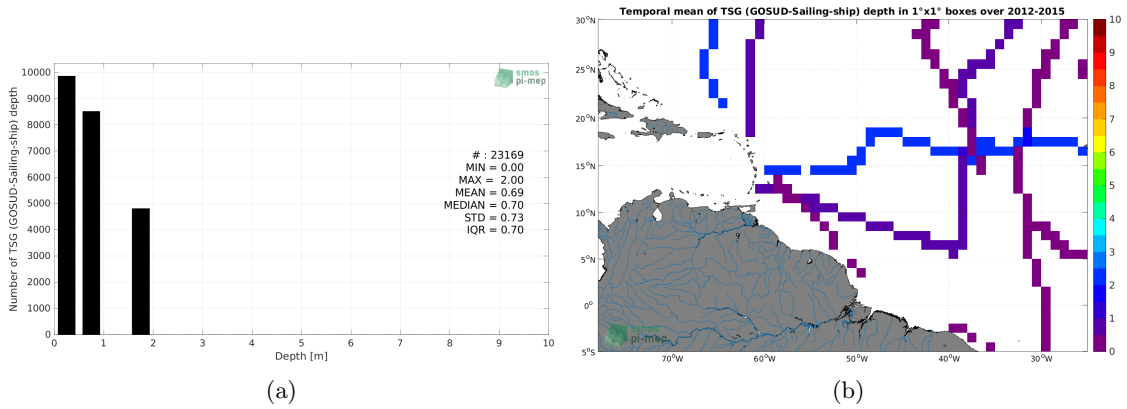 Temporal mean of TSG (GOSUD-Sailing-ship) depth in 1°x1° boxes over 2012-2015
Number of TSG (GOSUD-Sailing-ship) depth
10000
9000
8000
7000
6000
5000
4000
3000
2000
1000
0
smos
pi-mep
# : 23169
MIN = 0.00
MAX = 2.00
MEAN = 0.69
MEDIAN = 0.70
STD = 0.73
IQR = 0.70
0 1 2 3 4 5 6 7 8 9 10
Depth [m]
(a)
30°N
25°N
20°N
15°N
10°N
5°N
0°
5°S
smos
pi-mep
70°W 60°W 50°W 40°W 30°W
10
9
8
7
6
5
4
3
2
1
0
(b)